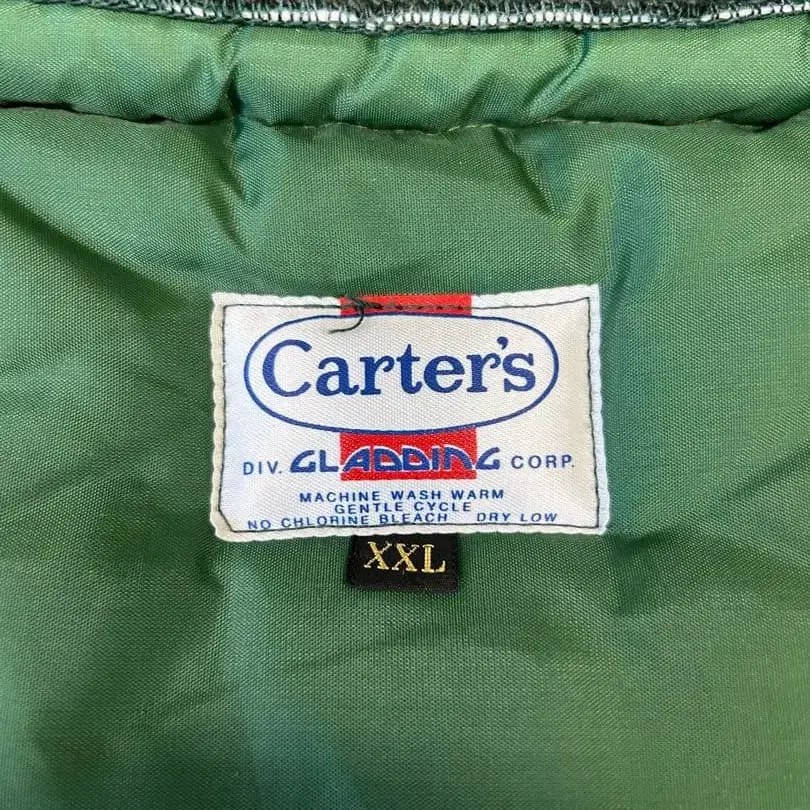 Carter's
DIV. GLADDING CORP.
MACHINE WASH WARM
GENTLE CYCLE
NO CHLORINE BLEACH DRY LOW
XXL